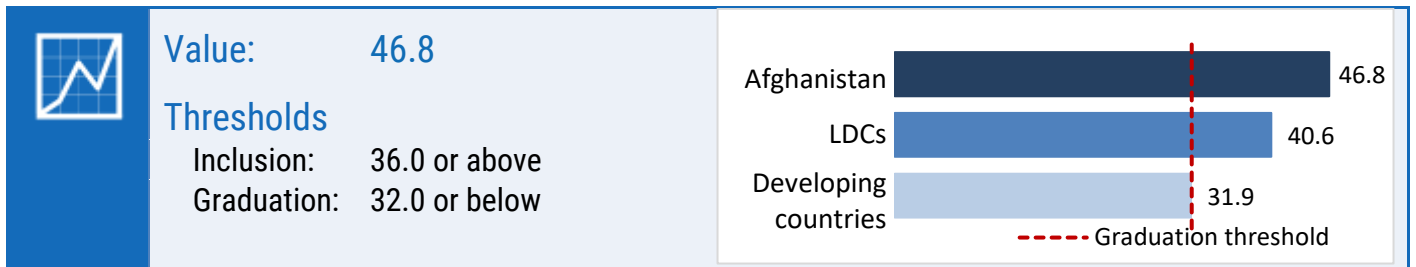 Value: 46.8
Thresholds
Inclusion: 36.0 or above
Graduation: 32.0 or below
Afghanistan 46.8
LDCs 40.6
Developing
countries 31.9
Graduation threshold